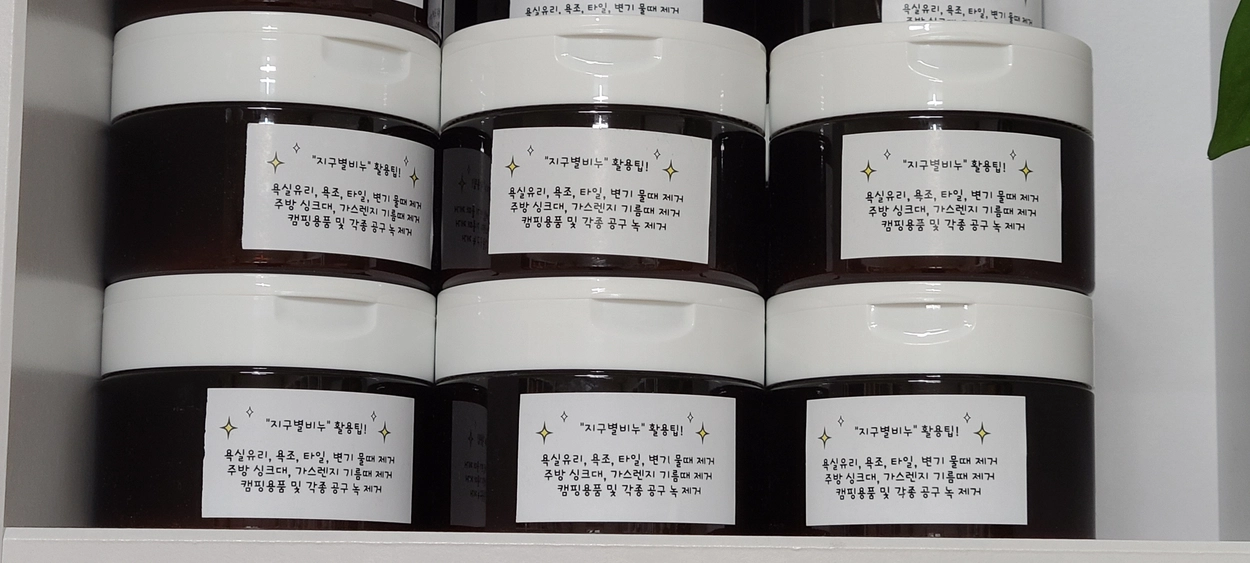 욕실유리, 욕조, 타일, 변기 물때 제거
욕실유리, 욕조, 타일, 변기 물때 제거
"지구별비누" 활용팁!
욕실유리, 욕조, 타일, 변기 물때 제거
주방 싱크대, 가스렌지 기름때 제거
캠핑용품 및 각종 공구 녹 제거
"지구별비누" 활용팁!
욕실유리, 욕조, 타일, 변기 물때 제거
주방 싱크대, 가스렌지 기름때 제거
캠핑용품 및 각종 공구 녹 제거
"지구별비누" 활용팁!
욕실유리, 욕조, 타일, 변기 물때 제거
주방 싱크대, 가스렌지 기름때 제거
캠핑용품 및 각종 공구 녹 제거
"지구별비누" 활용팁!
욕실유리, 욕조, 타일, 변기 물때 제거
주방 싱크대, 가스렌지 기름때 제거
캠핑용품 및 각종 공구 녹 제거
"지구별비누" 활용팁!
욕실유리, 욕조, 타일, 변기 물때 제거
주방 싱크대, 가스렌지 기름때 제거
캠핑용품 및 각종 공구 녹 제거
"지구별비누" 활용팁!
욕실유리, 욕조, 타일, 변기 물때 제거
주방 싱크대, 가스렌지 기름때 제거
캠핑용품 및 각종 공구 녹 제거